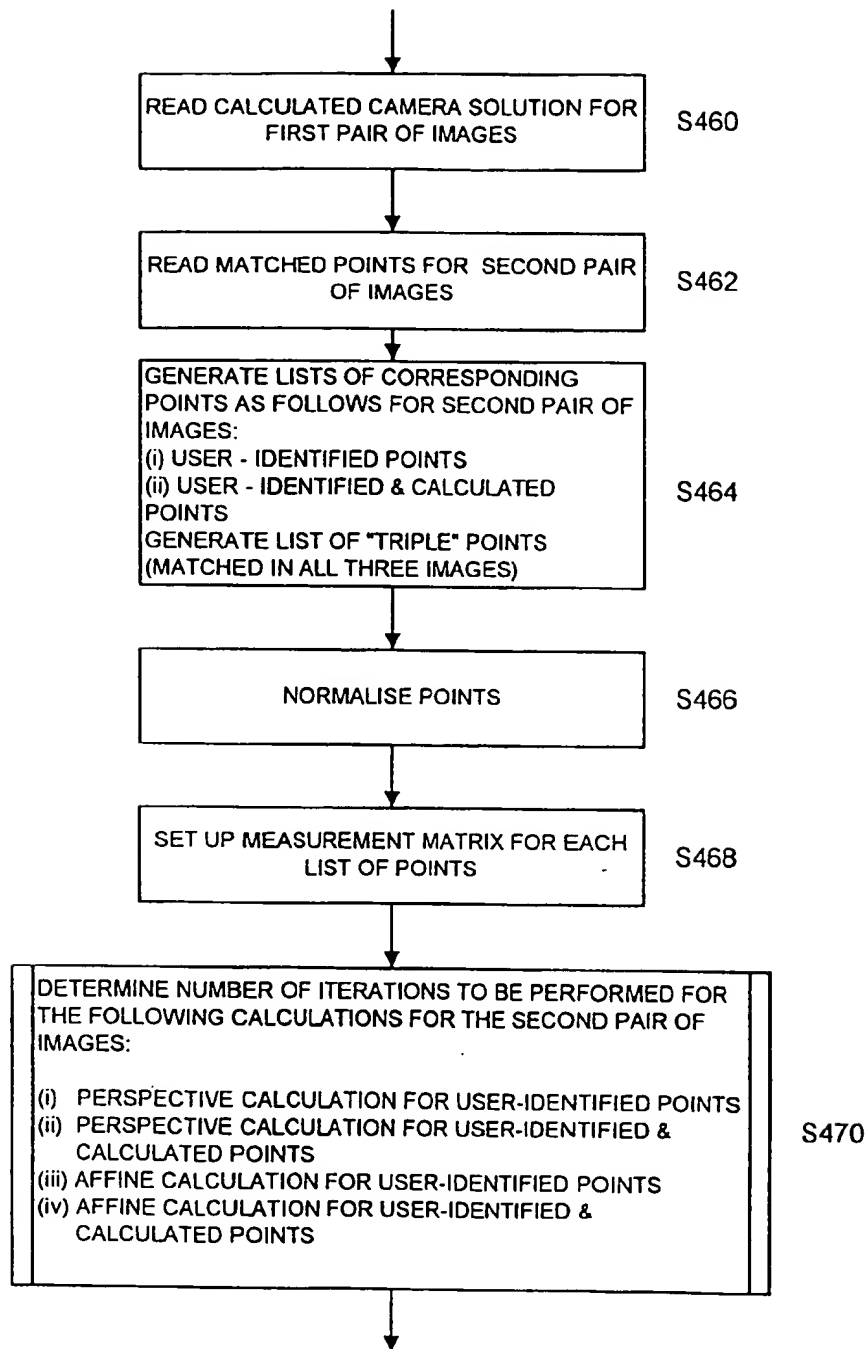 READ CALCULATED CAMERA SOLUTION FOR
FIRST PAIR OF IMAGES
S460
READ MATCHED POINTS FOR SECOND PAIR
OF IMAGES
S462
GENERATE LISTS OF CORRESPONDING
POINTS AS FOLLOWS FOR SECOND PAIR OF
IMAGES:
(i) USER - IDENTIFIED POINTS
(ii) USER - IDENTIFIED & CALCULATED
POINTS
GENERATE LIST OF "TRIPLE" POINTS
(MATCHED IN ALL THREE IMAGES)
S464
NORMALISE POINTS
S466
SET UP MEASUREMENT MATRIX FOR EACH
LIST OF POINTS
S468
DETERMINE NUMBER OF ITERATIONS TO BE PERFORMED FOR
THE FOLLOWING CALCULATIONS FOR THE SECOND PAIR OF
IMAGES:
(i) PERSPECTIVE CALCULATION FOR USER-IDENTIFIED POINTS
(ii) PERSPECTIVE CALCULATION FOR USER-IDENTIFIED &
CALCULATED POINTS
(iii) AFFINE CALCULATION FOR USER-IDENTIFIED POINTS
(iv) AFFINE CALCULATION FOR USER-IDENTIFIED &
CALCULATED POINTS
S470